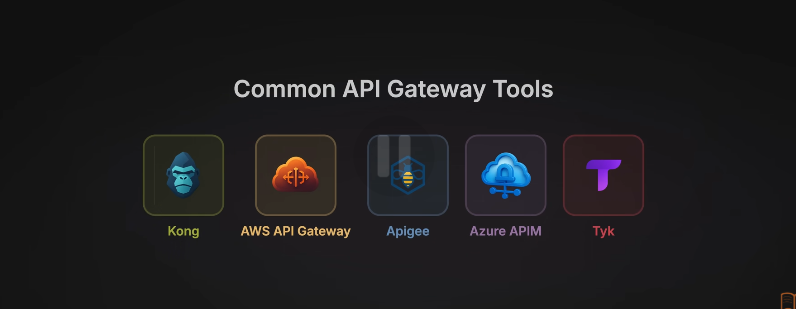 Common API Gateway Tools
Kong
AWS API Gateway
Apigee
Azure APIM
Tyk